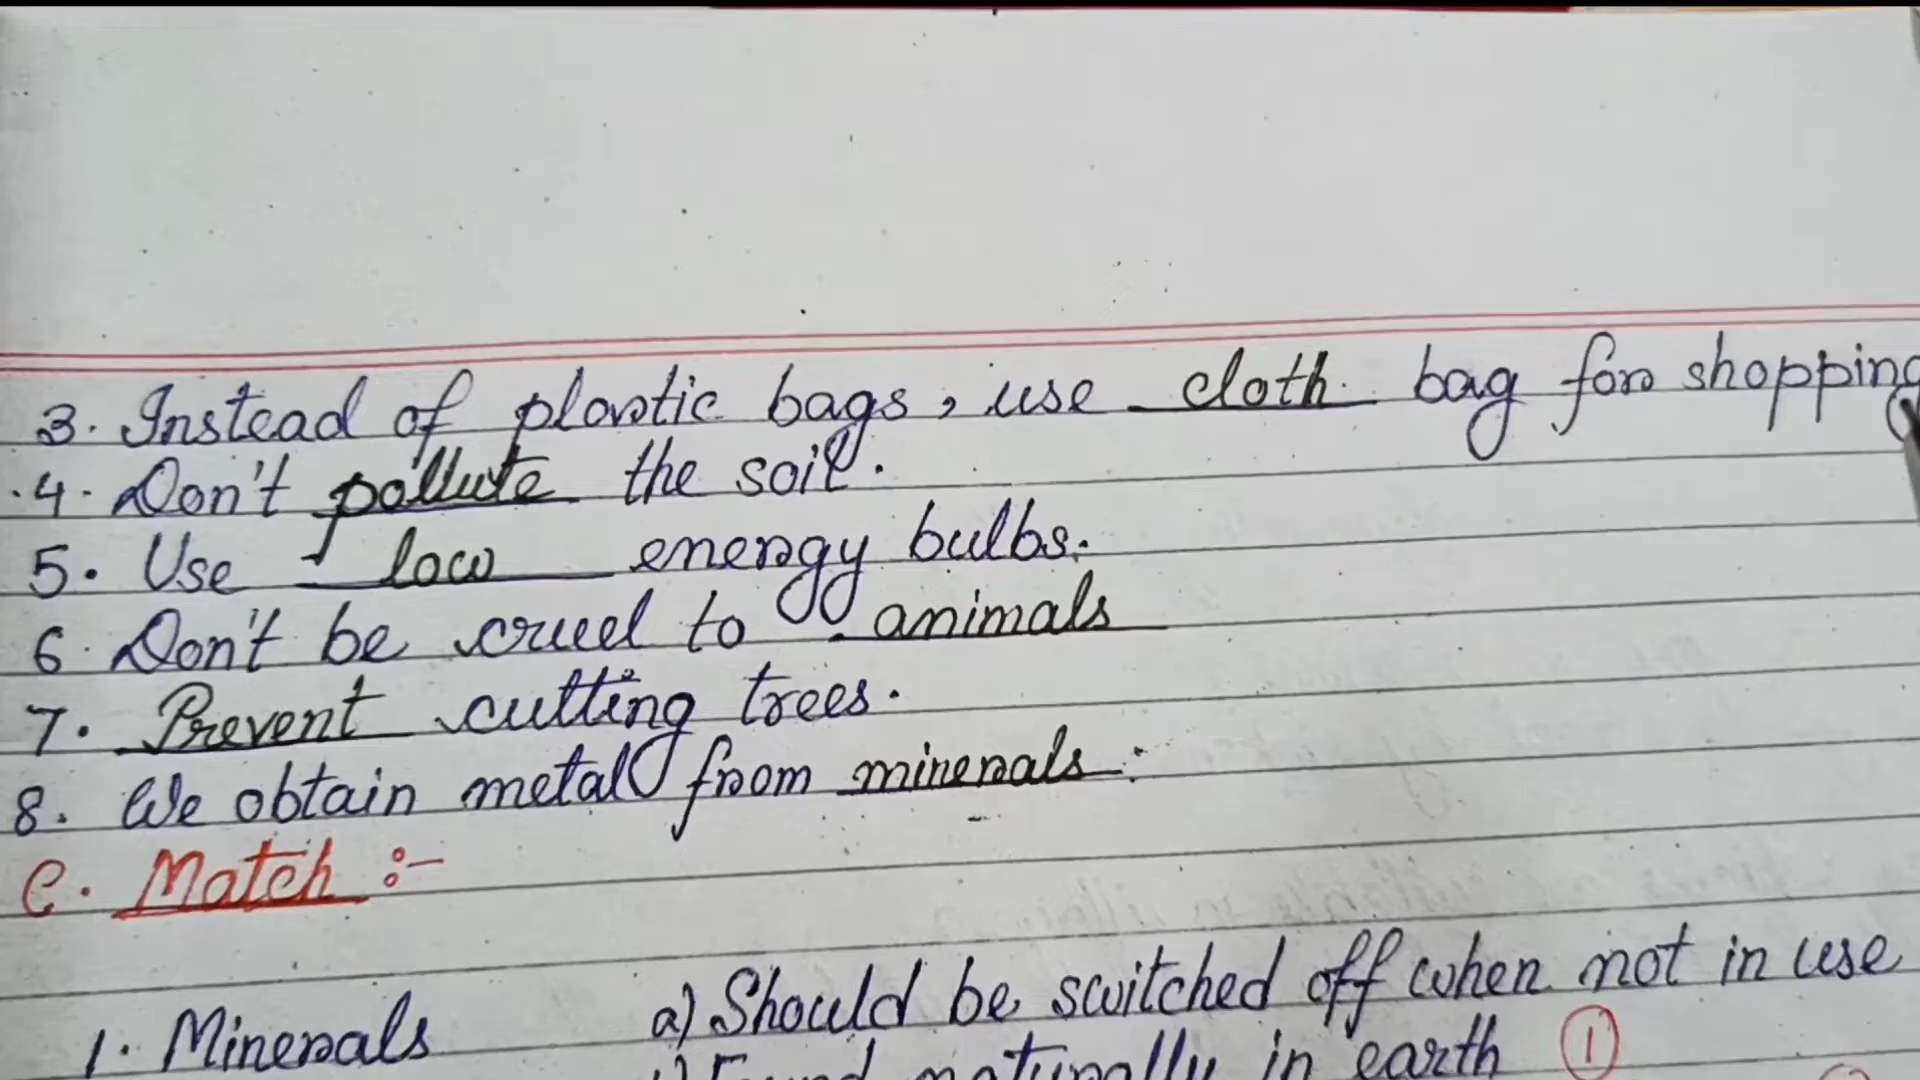 3. Instead of plastic bags, use cloth bag for shopping
4. Don't pollute the soil.
5. Use low energy bulbs.
6. Don't be cruel to animals
7. Prevent cutting trees.
8. We obtain metal from minerals.
C. Match :-
1. Minerals a) Should be switched off when not in use
naturally in earth 1